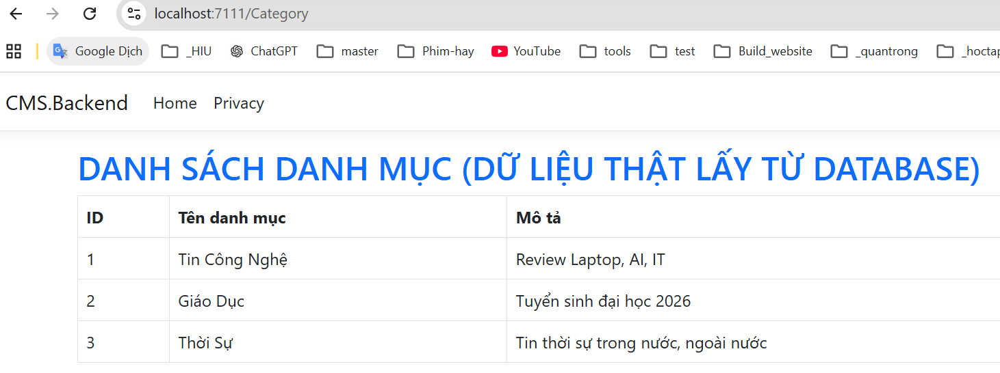 localhost:7111/Category
Google Dịch _HIU ChatGPT master Phim-hay YouTube tools test Build_website _quantrong _hoctap
CMS.Backend Home Privacy
DANH SÁCH DANH MỤC (DỮ LIỆU THẬT LẤY TỪ DATABASE)
ID Tên danh mục Mô tả
1 Tin Công Nghệ Review Laptop, AI, IT
2 Giáo Dục Tuyển sinh đại học 2026
3 Thời Sự Tin thời sự trong nước, ngoài nước